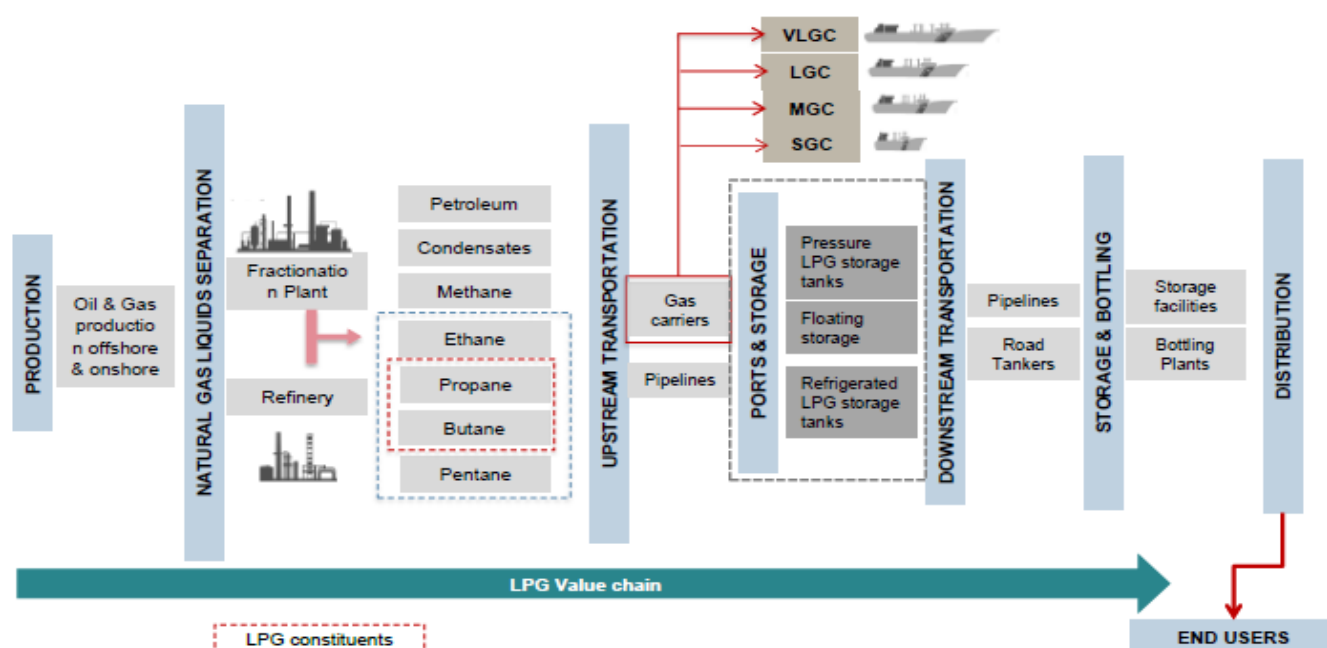 VLGC
LGC
MGC
SGC
PRODUCTION
Oil & Gas
productio
n offshore
& onshore
NATURAL GAS LIQUIDS SEPARATION
Fractionatio
n Plant
Refinery
Petroleum
Condensates
Methane
Ethane
Propane
Butane
Pentane
UPSTREAM TRANSPORTATION
Gas
carriers
Pipelines
PORTS & STORAGE
Pressure
LPG storage
tanks
Floating
storage
Refrigerated
LPG storage
tanks
DOWNSTREAM TRANSPORTATION
Pipelines
Road
Tankers
STORAGE & BOTTLING
Storage
facilities
Bottling
Plants
DISTRIBUTION
LPG Value chain
LPG constituents
END USERS